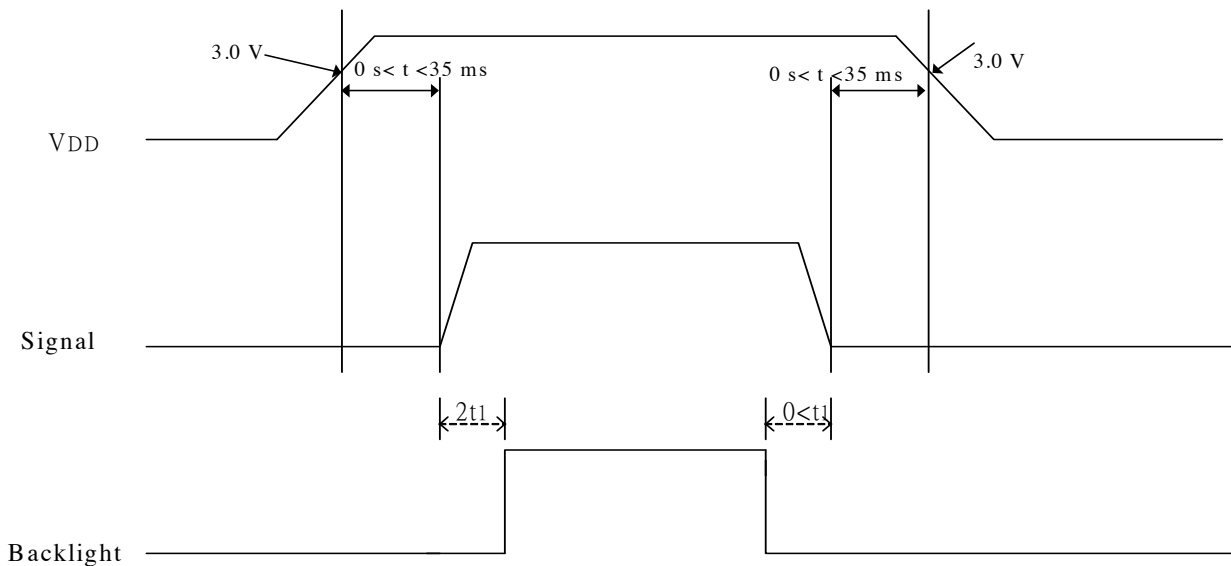 3.0 V
0 s< t <35 ms
0 s< t <35 ms
3.0 V
VDD
Signal
2t1
0<t1
Backlight